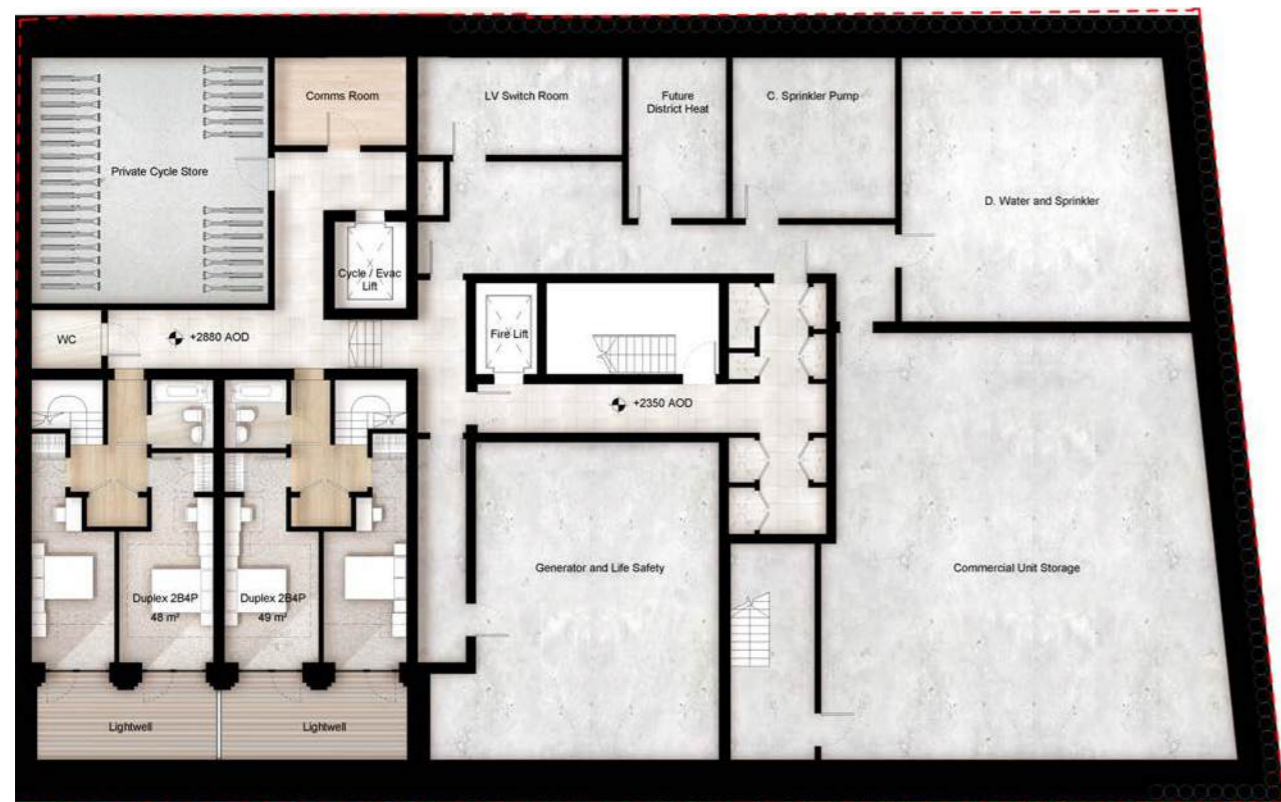 Comms Room
LV Switch Room
Future
District Heat
C. Sprinkler Pump
Private Cycle Store
D. Water and Sprinkler
Cycle / Evac
Lift
WC
+2880 AOD
Fire Lift
+2350 AOD
Generator and Life Safety
Commercial Unit Storage
Duplex 2B4P
48 m²
Duplex 2B4P
49 m²
Lightwell
Lightwell